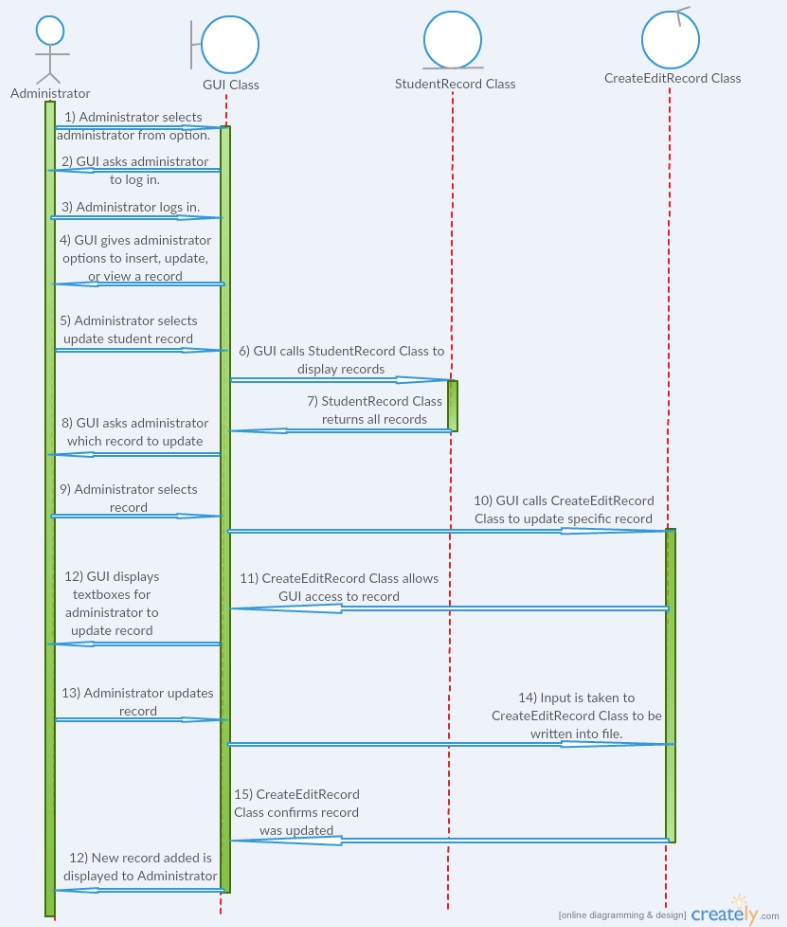 Administrator
GUI Class
StudentRecord Class
CreateEditRecord Class
1) Administrator selects
administrator from option.
2) GUI asks administrator
to log in.
3) Administrator logs in.
4) GUI gives administrator
options to insert, update,
or view a record
5) Administrator selects
update student record
6) GUI calls StudentRecord Class to
display records
7) StudentRecord Class
returns all records
8) GUI asks administrator
which record to update
9) Administrator selects
record
10) GUI calls CreateEditRecord
Class to update specific record
11) CreateEditRecord Class allows
GUI access to record
12) GUI displays
textboxes for
administrator to
update record
13) Administrator updates
record
14) Input is taken to
CreateEditRecord Class to be
written into file.
15) CreateEditRecord
Class confirms record
was updated
12) New record added is
displayed to Administrator
[online diagramming & design] creately.com